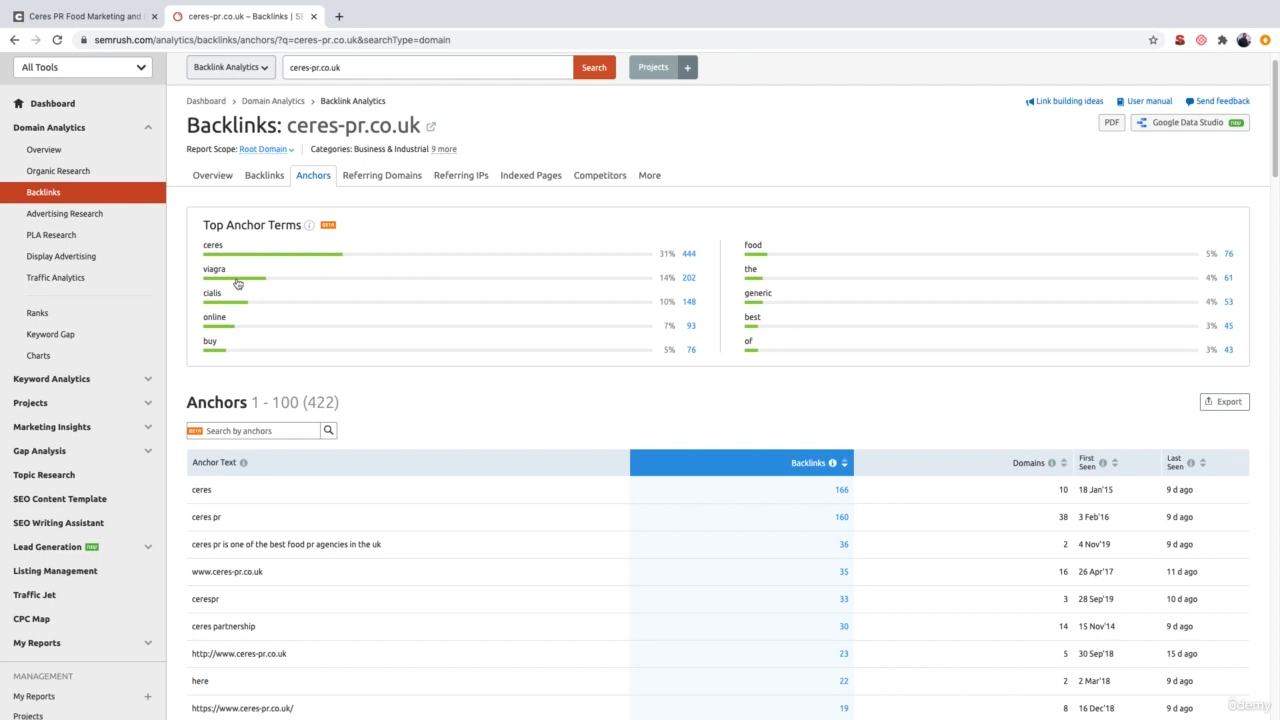 Ceres PR Food Marketing and
ceres-pr.co.uk – Backlinks | SE
semrush.com/analytics/backlinks/anchors/?q=ceres-pr.co.uk&searchType=domain
All Tools
Backlink Analytics
ceres-pr.co.uk
Search
Projects
+
Dashboard
Domain Analytics
Overview
Organic Research
Backlinks
Advertising Research
PLA Research
Display Advertising
Traffic Analytics
Ranks
Keyword Gap
Charts
Keyword Analytics
Projects
Marketing Insights
Gap Analysis
Topic Research
SEO Content Template
SEO Writing Assistant
Lead Generation new
Listing Management
Traffic Jet
CPC Map
My Reports
MANAGEMENT
My Reports +
Projects
Dashboard > Domain Analytics > Backlink Analytics
Link building ideas User manual Send feedback
Backlinks: ceres-pr.co.uk
PDF Google Data Studio new
Report Scope: Root Domain Categories: Business & Industrial 9 more
Overview Backlinks Anchors Referring Domains Referring IPs Indexed Pages Competitors More
Top Anchor Terms BETA
ceres
31% 444
viagra
14% 202
cialis
10% 148
online
7% 93
buy
5% 76
food
5% 76
the
4% 61
generic
4% 53
best
3% 45
of
3% 43
Anchors 1 - 100 (422)
Export
BETA Search by anchors
Anchor Text Backlinks Domains First Seen Last Seen
ceres 166 10 18 Jan'15 9 d ago
ceres pr 160 38 3 Feb'16 9 d ago
ceres pr is one of the best food pr agencies in the uk 36 2 4 Nov'19 9 d ago
www.ceres-pr.co.uk 35 16 26 Apr'17 11 d ago
cerespr 33 3 28 Sep'19 10 d ago
ceres partnership 30 14 15 Nov'14 9 d ago
http://www.ceres-pr.co.uk 23 5 30 Sep'18 15 d ago
here 22 2 2 Mar'18 9 d ago
https://www.ceres-pr.co.uk/ 19 8 16 Dec'18 9 d ago
ûdemy